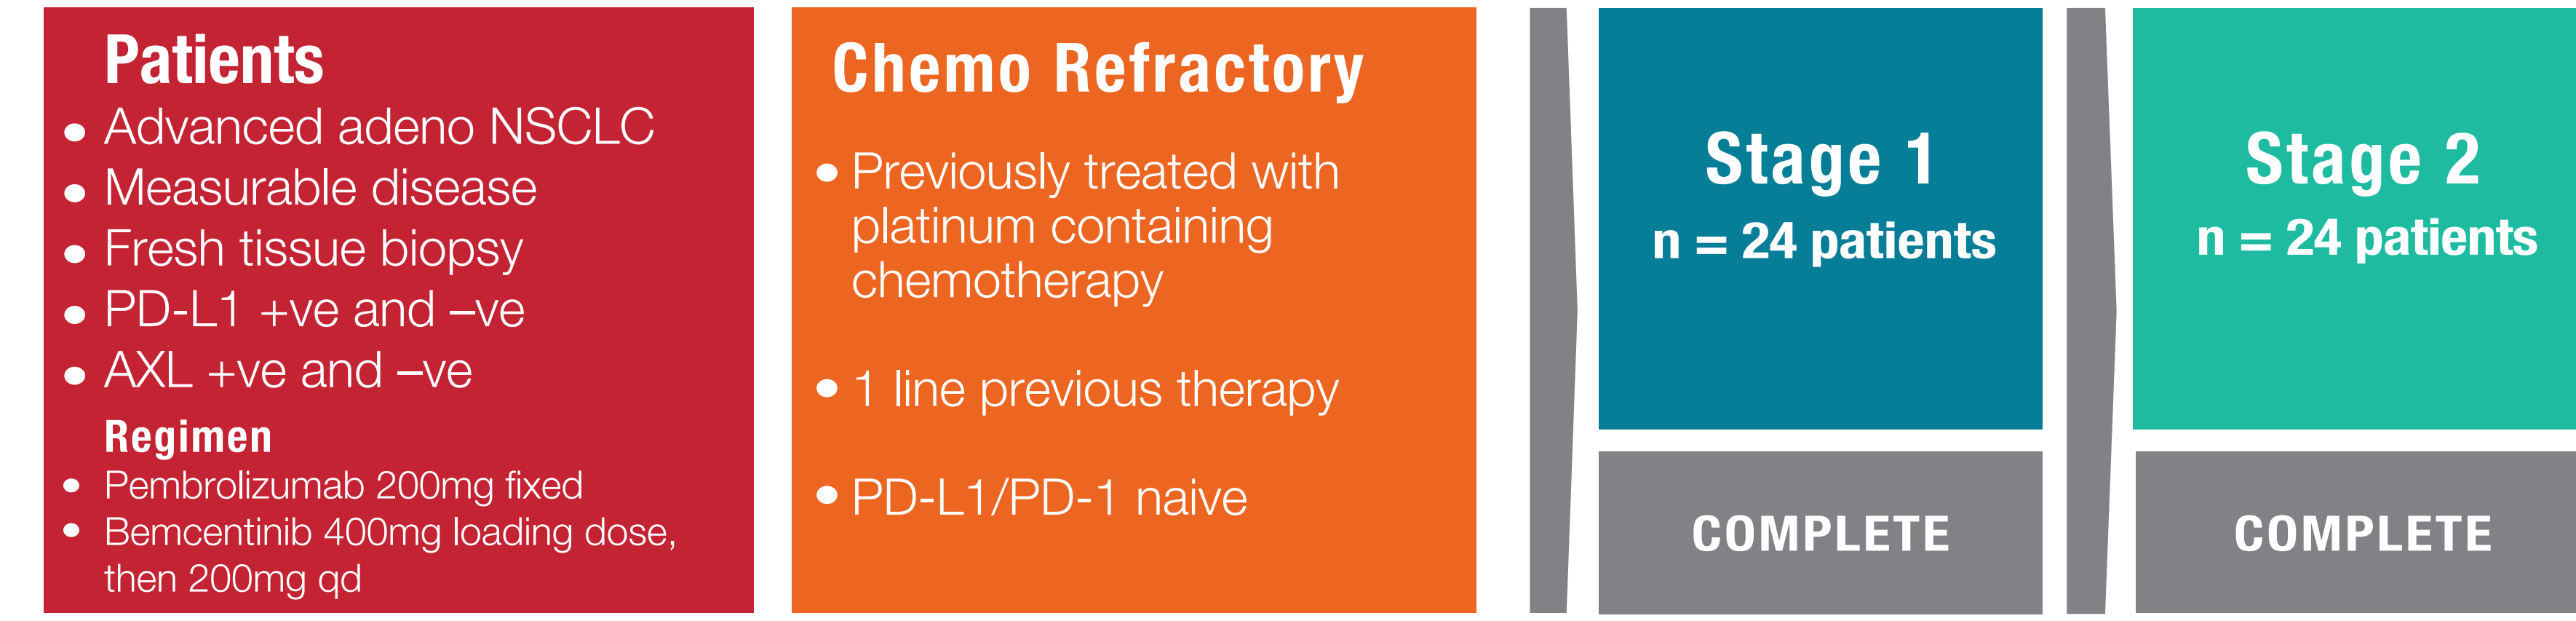 Patients
• Advanced adeno NSCLC
• Measurable disease
• Fresh tissue biopsy
• PD-L1 +ve and –ve
• AXL +ve and –ve
Regimen
• Pembrolizumab 200mg fixed
• Bemcentinib 400mg loading dose,
then 200mg qd
Chemo Refractory
• Previously treated with
platinum containing
chemotherapy
• 1 line previous therapy
• PD-L1/PD-1 naive
Stage 1
n = 24 patients
COMPLETE
Stage 2
n = 24 patients
COMPLETE